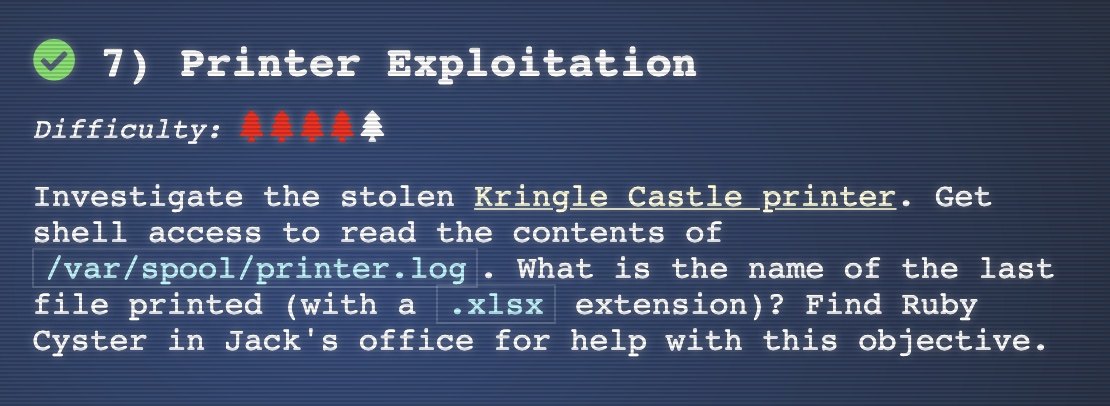 7) Printer Exploitation
Difficulty:
Investigate the stolen Kringle Castle printer. Get
shell access to read the contents of
/var/spool/printer.log. What is the name of the last
file printed (with a .xlsx extension)? Find Ruby
Cyster in Jack's office for help with this objective.